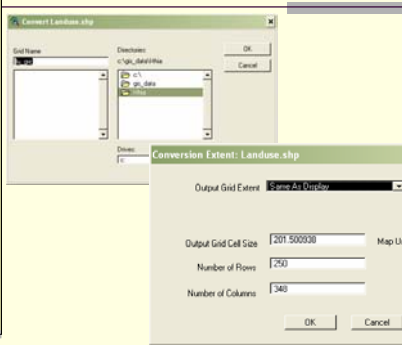 Convert Landuse.shp
Grid Name
Directories:
c:\gis_data\l-thia
OK
Cancel
c:\
gis_data
l-thia
Drives:
c:
Conversion Extent: Landuse.shp
Output Grid Extent
Same As Display
Output Grid Cell Size
201.500938
Map U
Number of Rows
250
Number of Columns
348
OK
Cancel